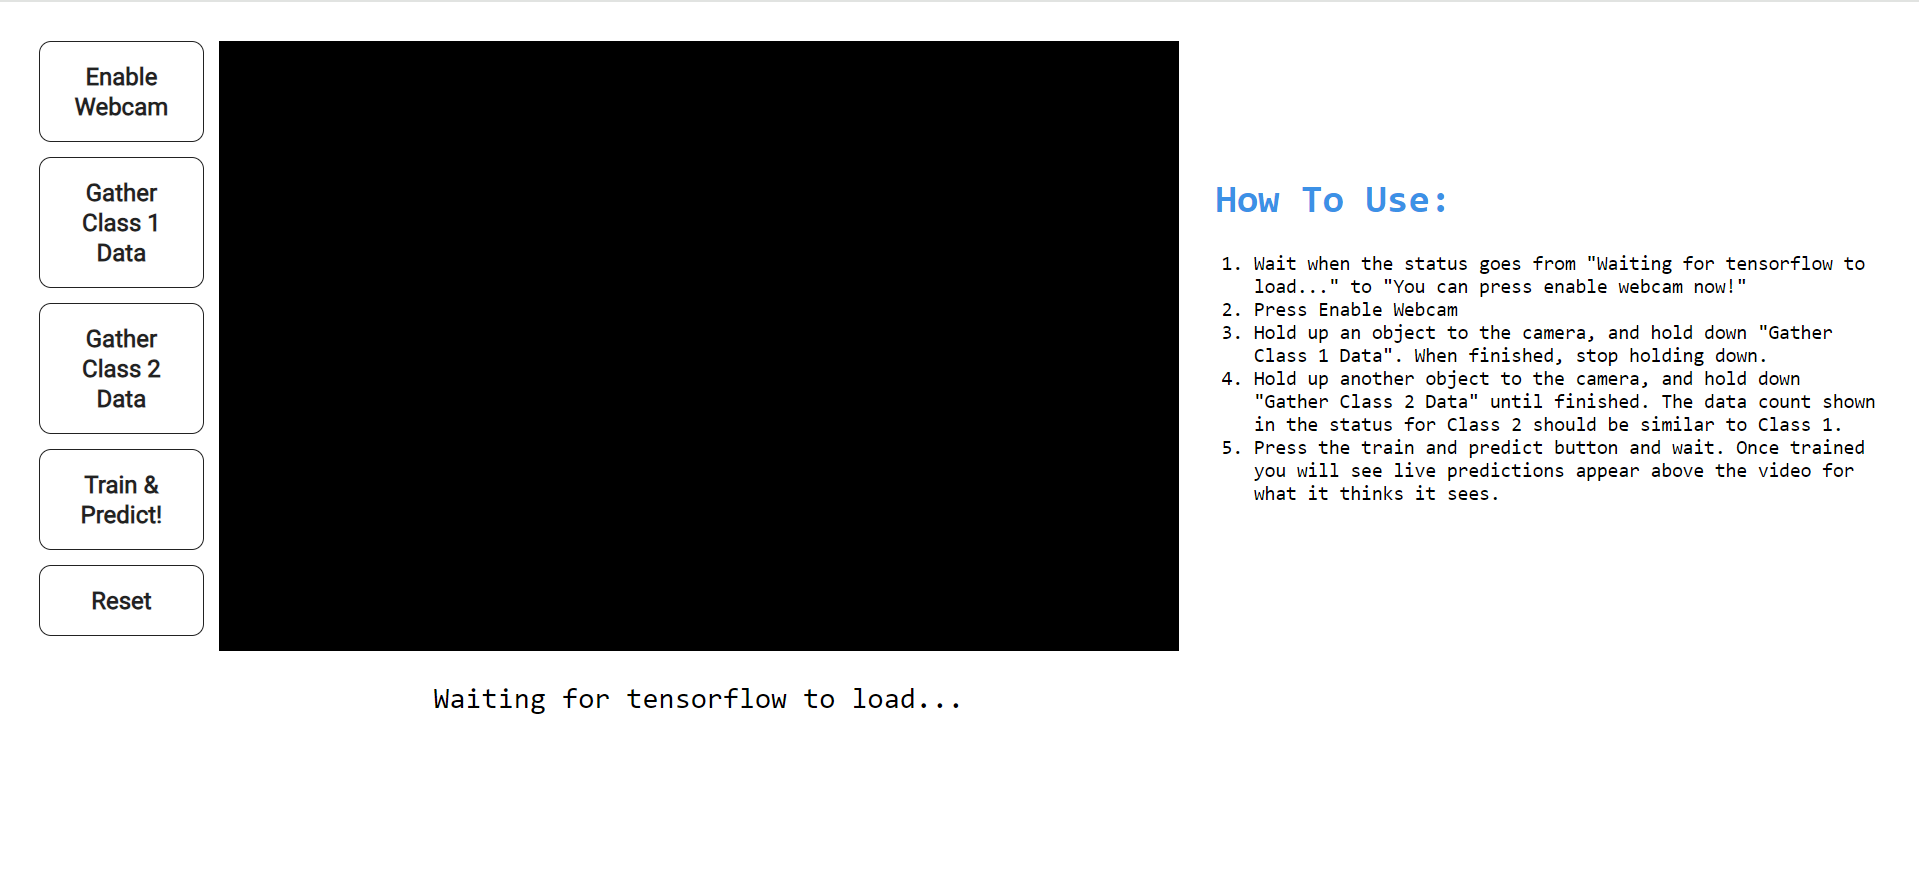 Enable
Webcam
Gather
Class 1
Data
Gather
Class 2
Data
Train &
Predict!
Reset
Waiting for tensorflow to load...
How To Use:
1. Wait when the status goes from "Waiting for tensorflow to
load..." to "You can press enable webcam now!"
2. Press Enable Webcam
3. Hold up an object to the camera, and hold down "Gather
Class 1 Data". When finished, stop holding down.
4. Hold up another object to the camera, and hold down
"Gather Class 2 Data" until finished. The data count shown
in the status for Class 2 should be similar to Class 1.
5. Press the train and predict button and wait. Once trained
you will see live predictions appear above the video for
what it thinks it sees.